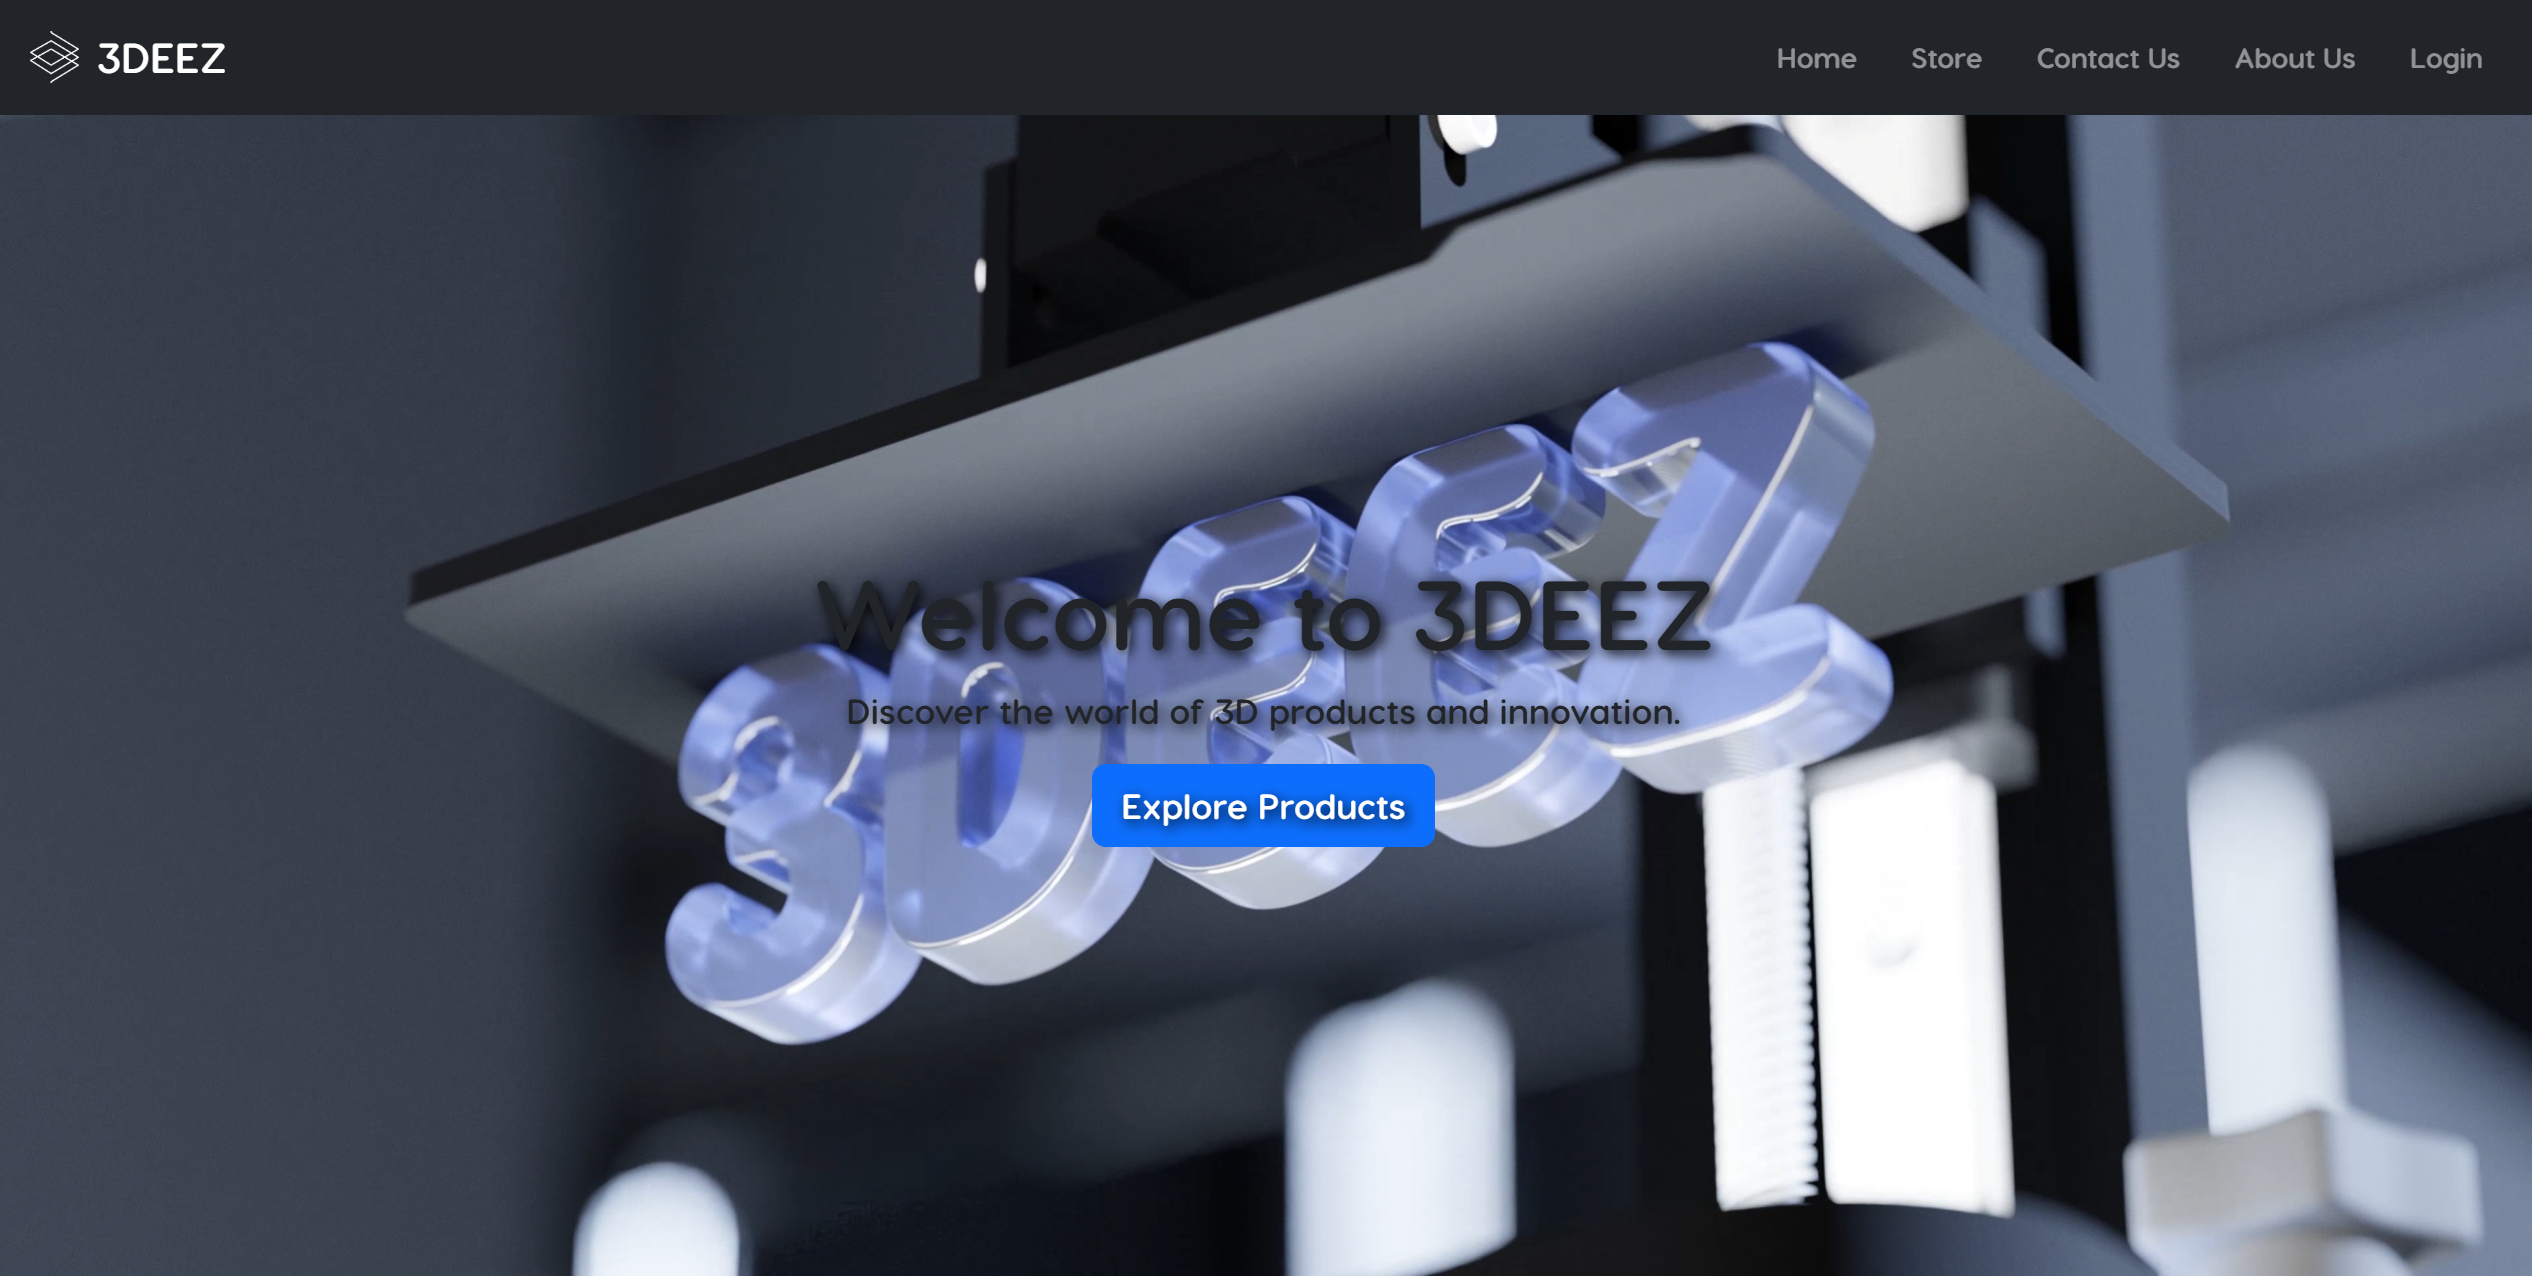 3DEEZ
Home Store Contact Us About Us Login
3DEEZ
Welcome to 3DEEZ
Discover the world of 3D products and innovation.
Explore Products